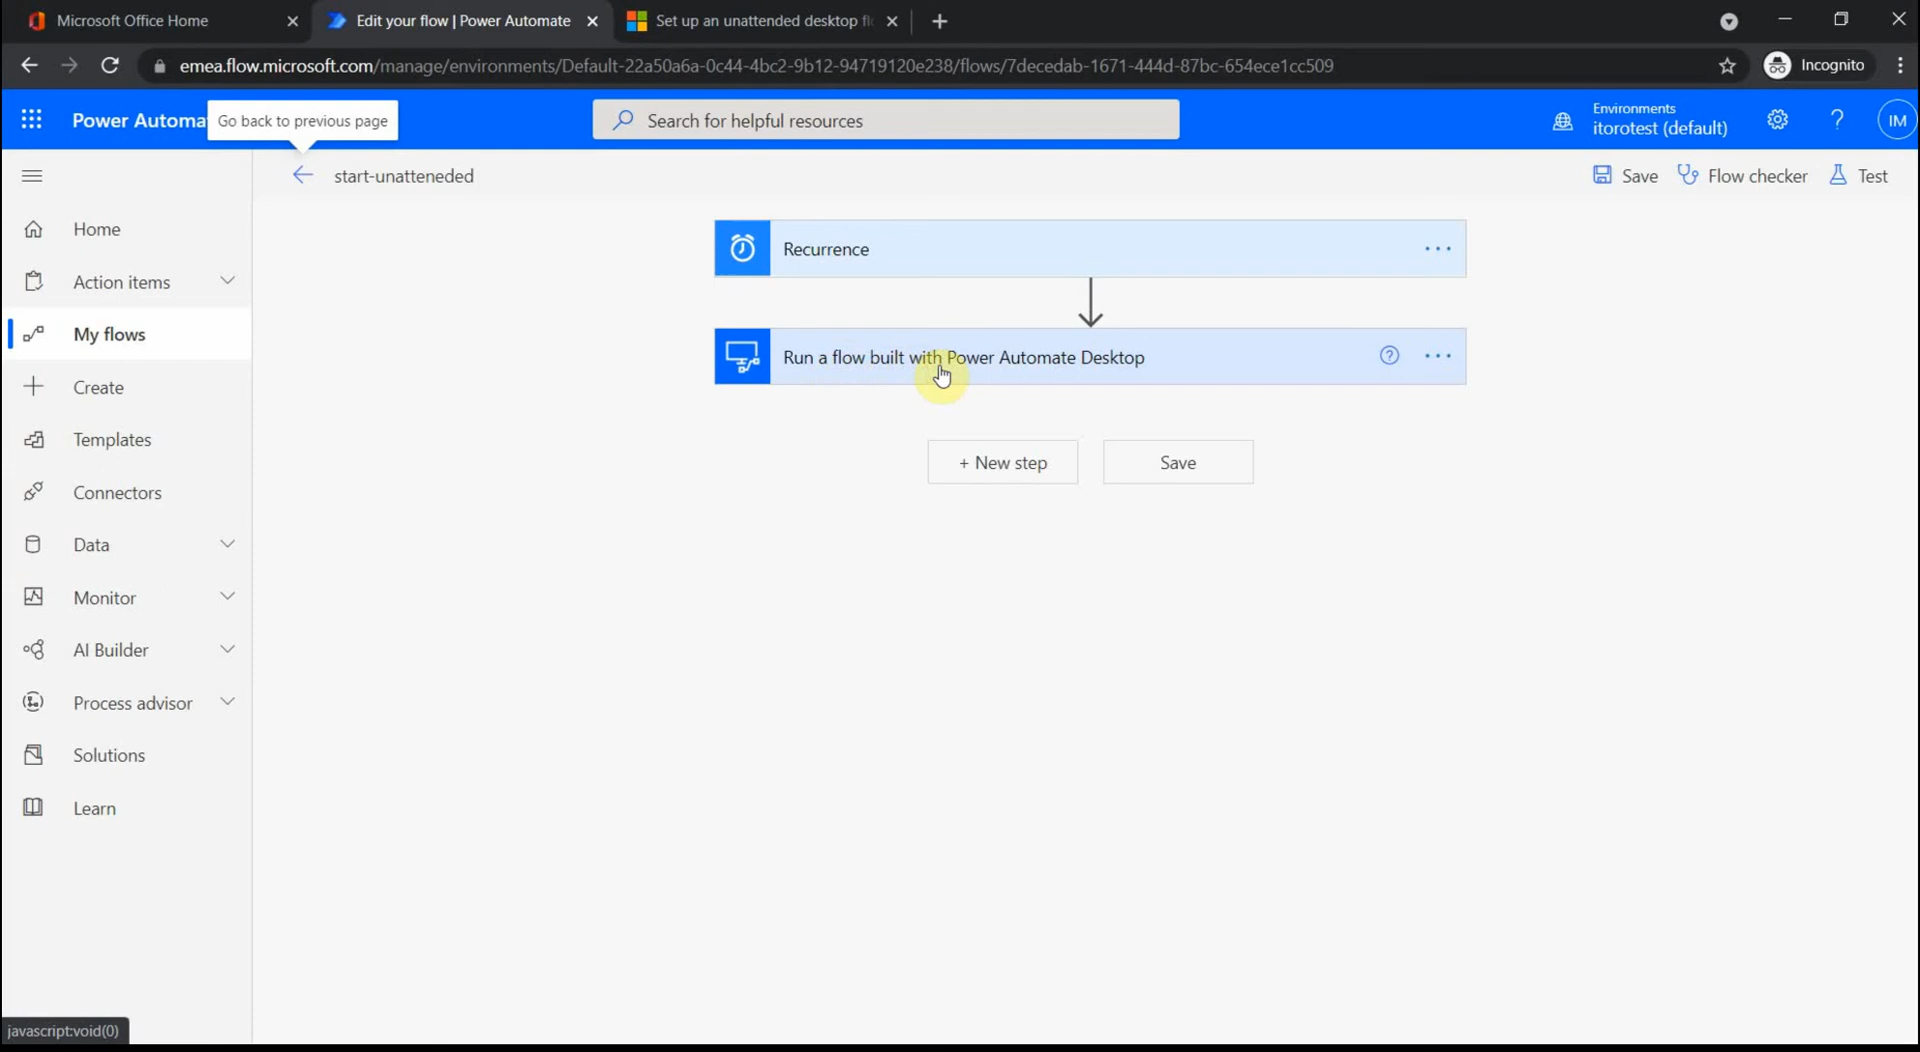 Microsoft Office Home
Edit your flow | Power Automate
Set up an unattended desktop fl
emea.flow.microsoft.com/manage/environments/Default-22a50a6a-0c44-4bc2-9b12-94719120e238/flows/7decedab-1671-444d-87bc-654ece1cc509
Incognito
Power Automa
Go back to previous page
Search for helpful resources
Environments
itorotest (default)
IM
start-unatteneded
Save
Flow checker
Test
Home
Action items
My flows
Create
Templates
Connectors
Data
Monitor
AI Builder
Process advisor
Solutions
Learn
Recurrence
Run a flow built with Power Automate Desktop
+ New step
Save
javascript:void(0)